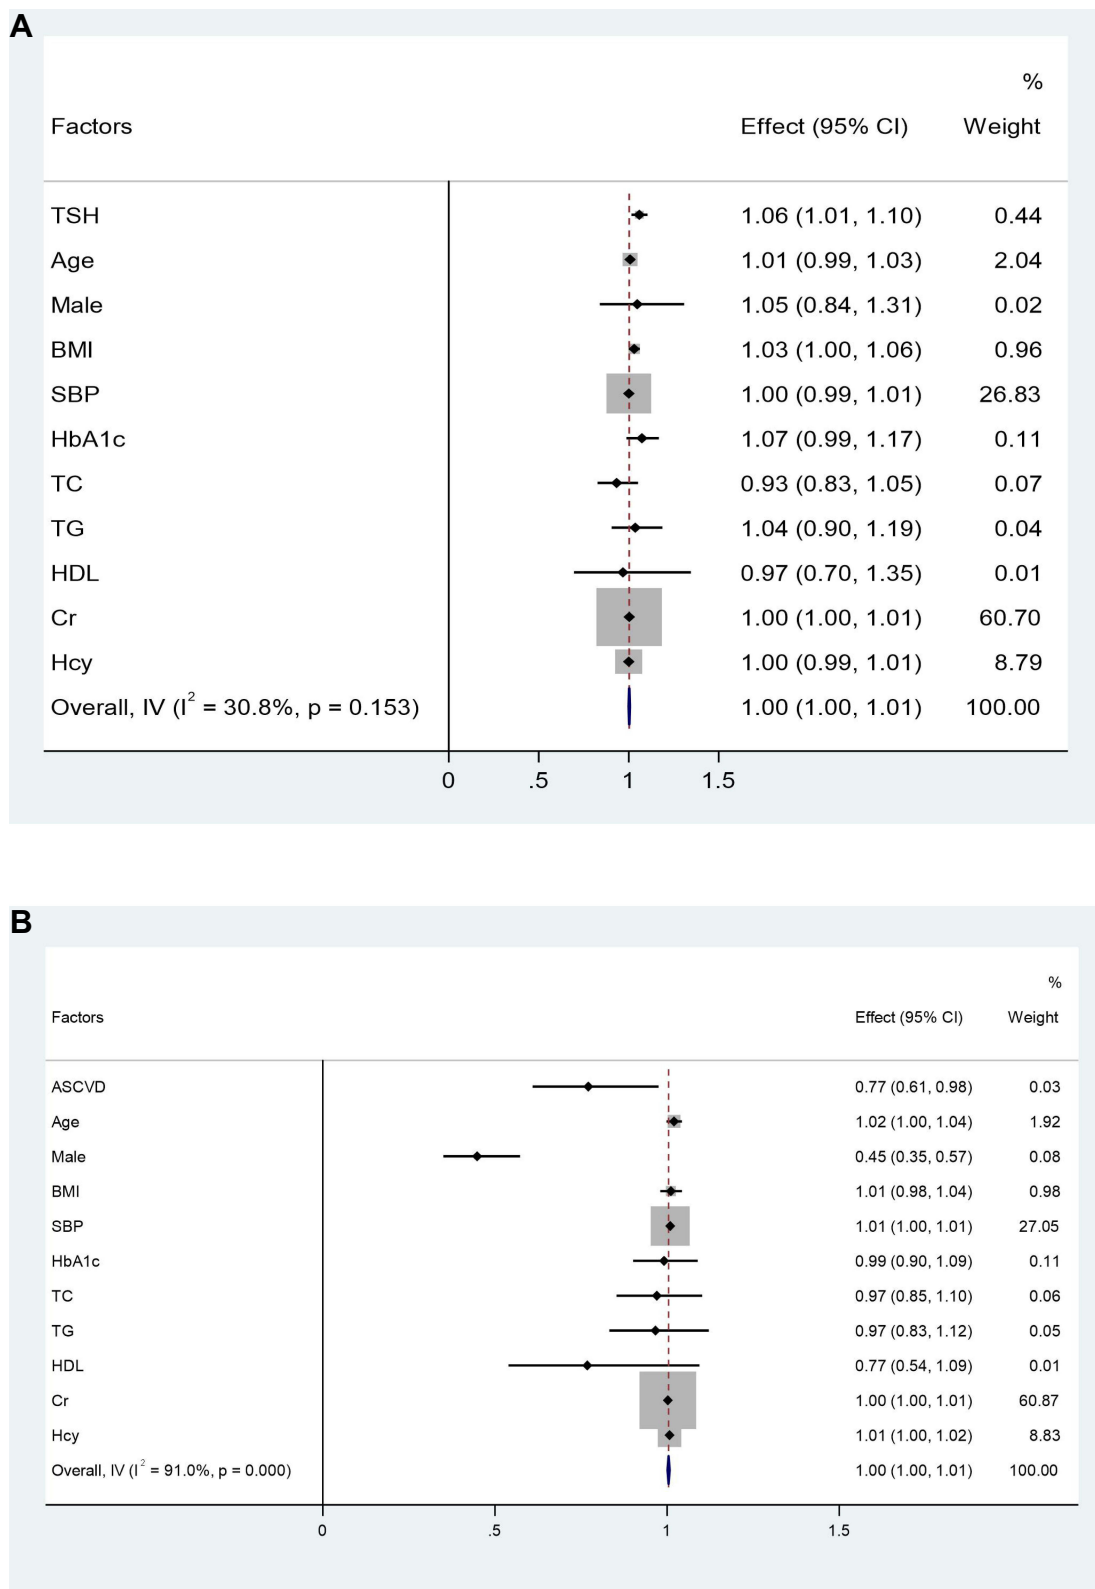 A
%
Factors Effect (95% CI) Weight
TSH 1.06 (1.01, 1.10) 0.44
Age 1.01 (0.99, 1.03) 2.04
Male 1.05 (0.84, 1.31) 0.02
BMI 1.03 (1.00, 1.06) 0.96
SBP 1.00 (0.99, 1.01) 26.83
HbA1c 1.07 (0.99, 1.17) 0.11
TC 0.93 (0.83, 1.05) 0.07
TG 1.04 (0.90, 1.19) 0.04
HDL 0.97 (0.70, 1.35) 0.01
Cr 1.00 (1.00, 1.01) 60.70
Hcy 1.00 (0.99, 1.01) 8.79
Overall, IV (I² = 30.8%, p = 0.153) 1.00 (1.00, 1.01) 100.00
0 .5 1 1.5
B
%
Factors Effect (95% CI) Weight
ASCVD 0.77 (0.61, 0.98) 0.03
Age 1.02 (1.00, 1.04) 1.92
Male 0.45 (0.35, 0.57) 0.08
BMI 1.01 (0.98, 1.04) 0.98
SBP 1.01 (1.00, 1.01) 27.05
HbA1c 0.99 (0.90, 1.09) 0.11
TC 0.97 (0.85, 1.10) 0.06
TG 0.97 (0.83, 1.12) 0.05
HDL 0.77 (0.54, 1.09) 0.01
Cr 1.00 (1.00, 1.01) 60.87
Hcy 1.01 (1.00, 1.02) 8.83
Overall, IV (I² = 91.0%, p = 0.000) 1.00 (1.00, 1.01) 100.00
0 .5 1 1.5